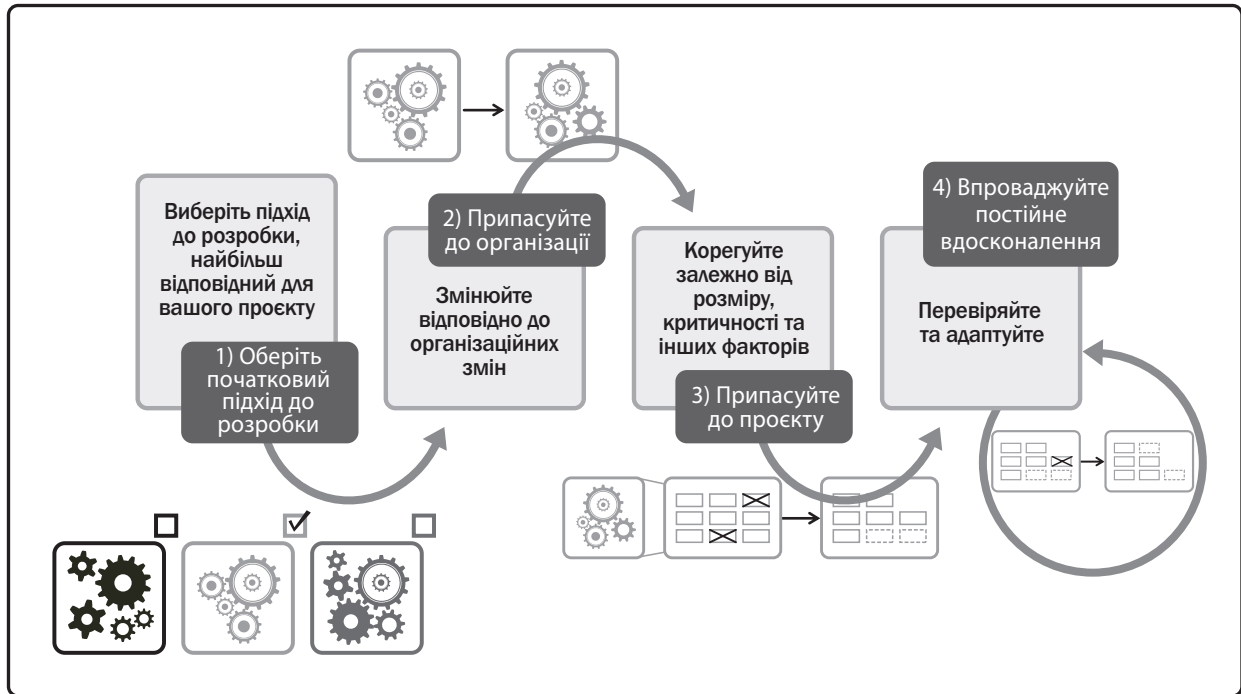 Виберіть підхід
до розробки,
найбільш
відповідний для
вашого проєкту
1) Оберіть
початковий
підхід до
розробки
2) Припасуйте
до організації
Змінюйте
відповідно до
організаційних
змін
Корегуйте
залежно від
розміру,
критичності та
інших факторів
3) Припасуйте
до проєкту
4) Впроваджуйте
постійне
вдосконалення
Перевіряйте
та адаптуйте